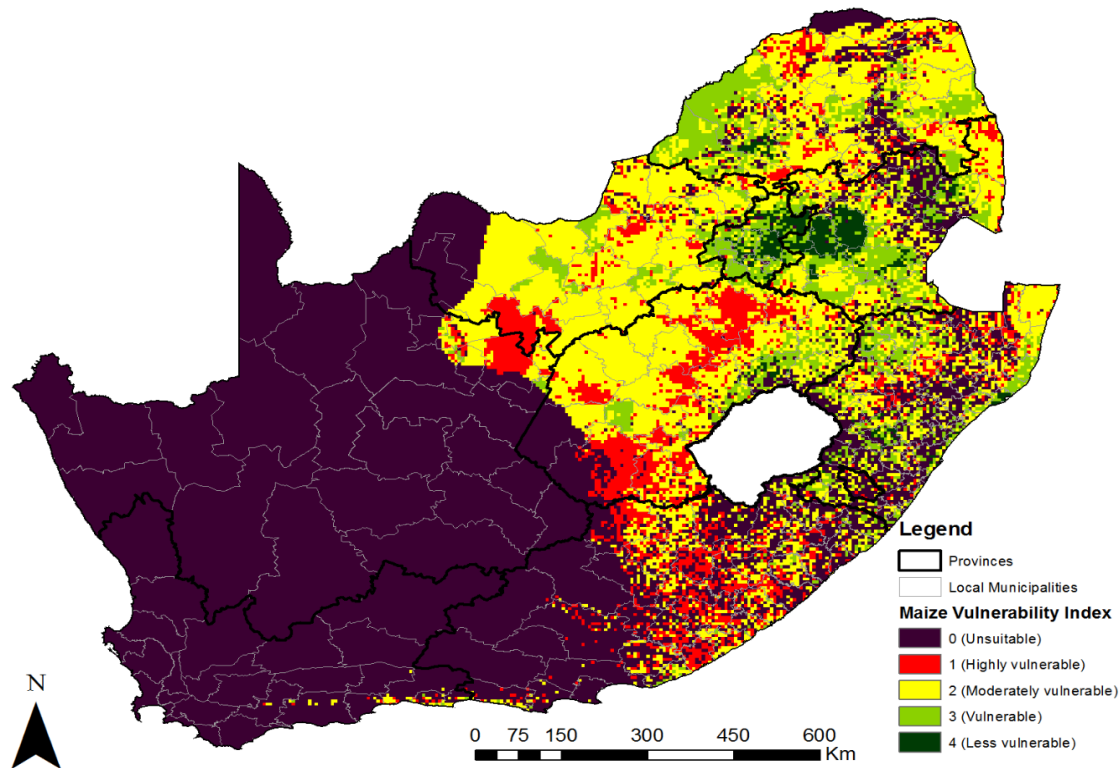 Legend
Provinces
Local Municipalities
Maize Vulnerability Index
0 (Unsuitable)
1 (Highly vulnerable)
2 (Moderately vulnerable)
3 (Vulnerable)
4 (Less vulnerable)
N
0 75 150 300 450 600
Km